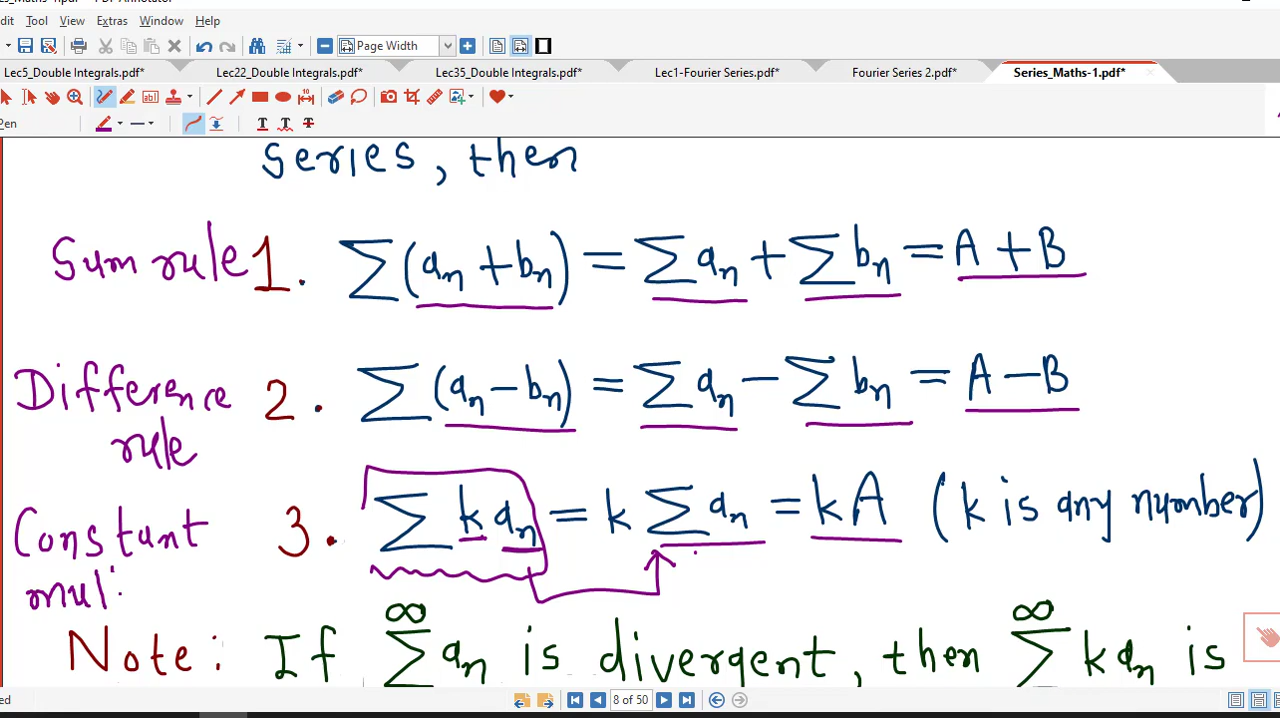 dit Tool View Extras Window Help
Page Width
Lec5_Double Integrals.pdf* Lec22_Double Integrals.pdf* Lec35_Double Integrals.pdf* Lec1-Fourier Series.pdf* Fourier Series 2.pdf* Series_Maths-1.pdf*
Pen
series, then
Sum rule 1. ∑(aₙ + bₙ) = ∑aₙ + ∑bₙ = A + B
Difference 2. ∑(aₙ − bₙ) = ∑aₙ − ∑bₙ = A − B
rule
Constant 3. ∑ k aₙ = k ∑ aₙ = kA (k is any number)
mul
Note: If ∑^∞ aₙ is divergent, then ∑^∞ kaₙ is
8 of 50